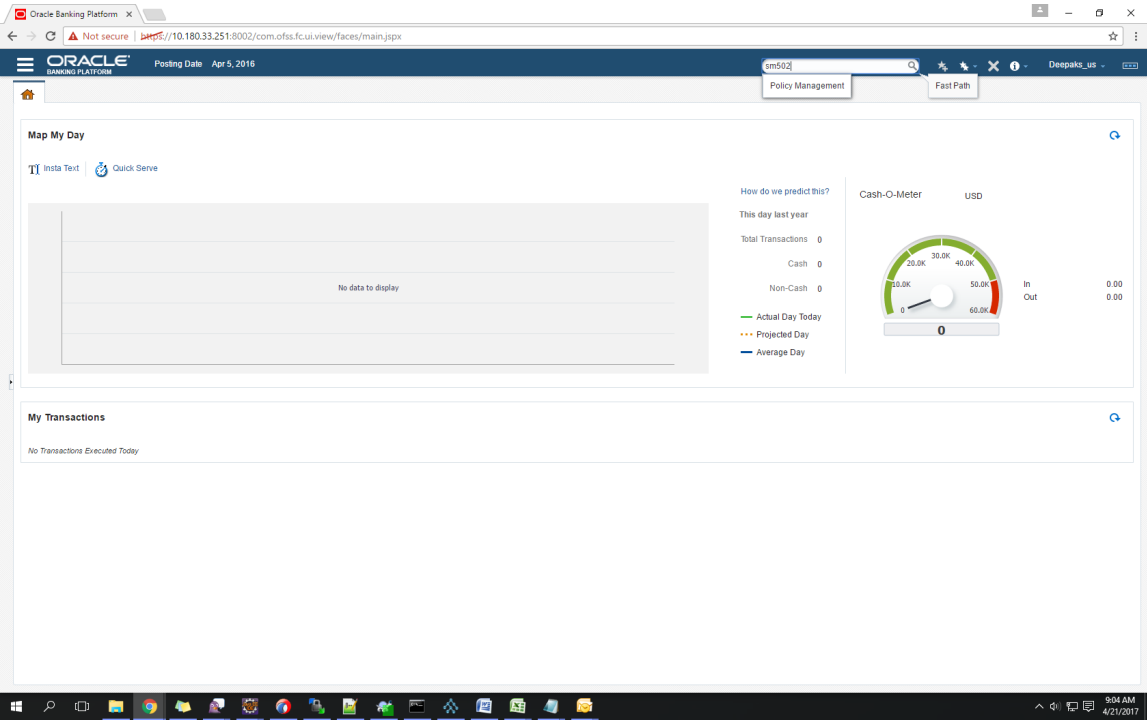 Oracle Banking Platform
Not secure | https://10.180.33.251:8002/com.ofss.fc.ui.view/faces/main.jspx
ORACLE
BANKING PLATFORM
Posting Date Apr 5, 2016
sm502
Deepaks_us
Policy Management
Fast Path
Map My Day
Insta Text
Quick Serve
No data to display
How do we predict this?
This day last year
Total Transactions 0
Cash 0
Non-Cash 0
Actual Day Today
Projected Day
Average Day
Cash-O-Meter USD
0
10.0K
20.0K
30.0K
40.0K
50.0K
60.0K
0
In 0.00
Out 0.00
My Transactions
No Transactions Executed Today
9:04 AM
4/21/2017